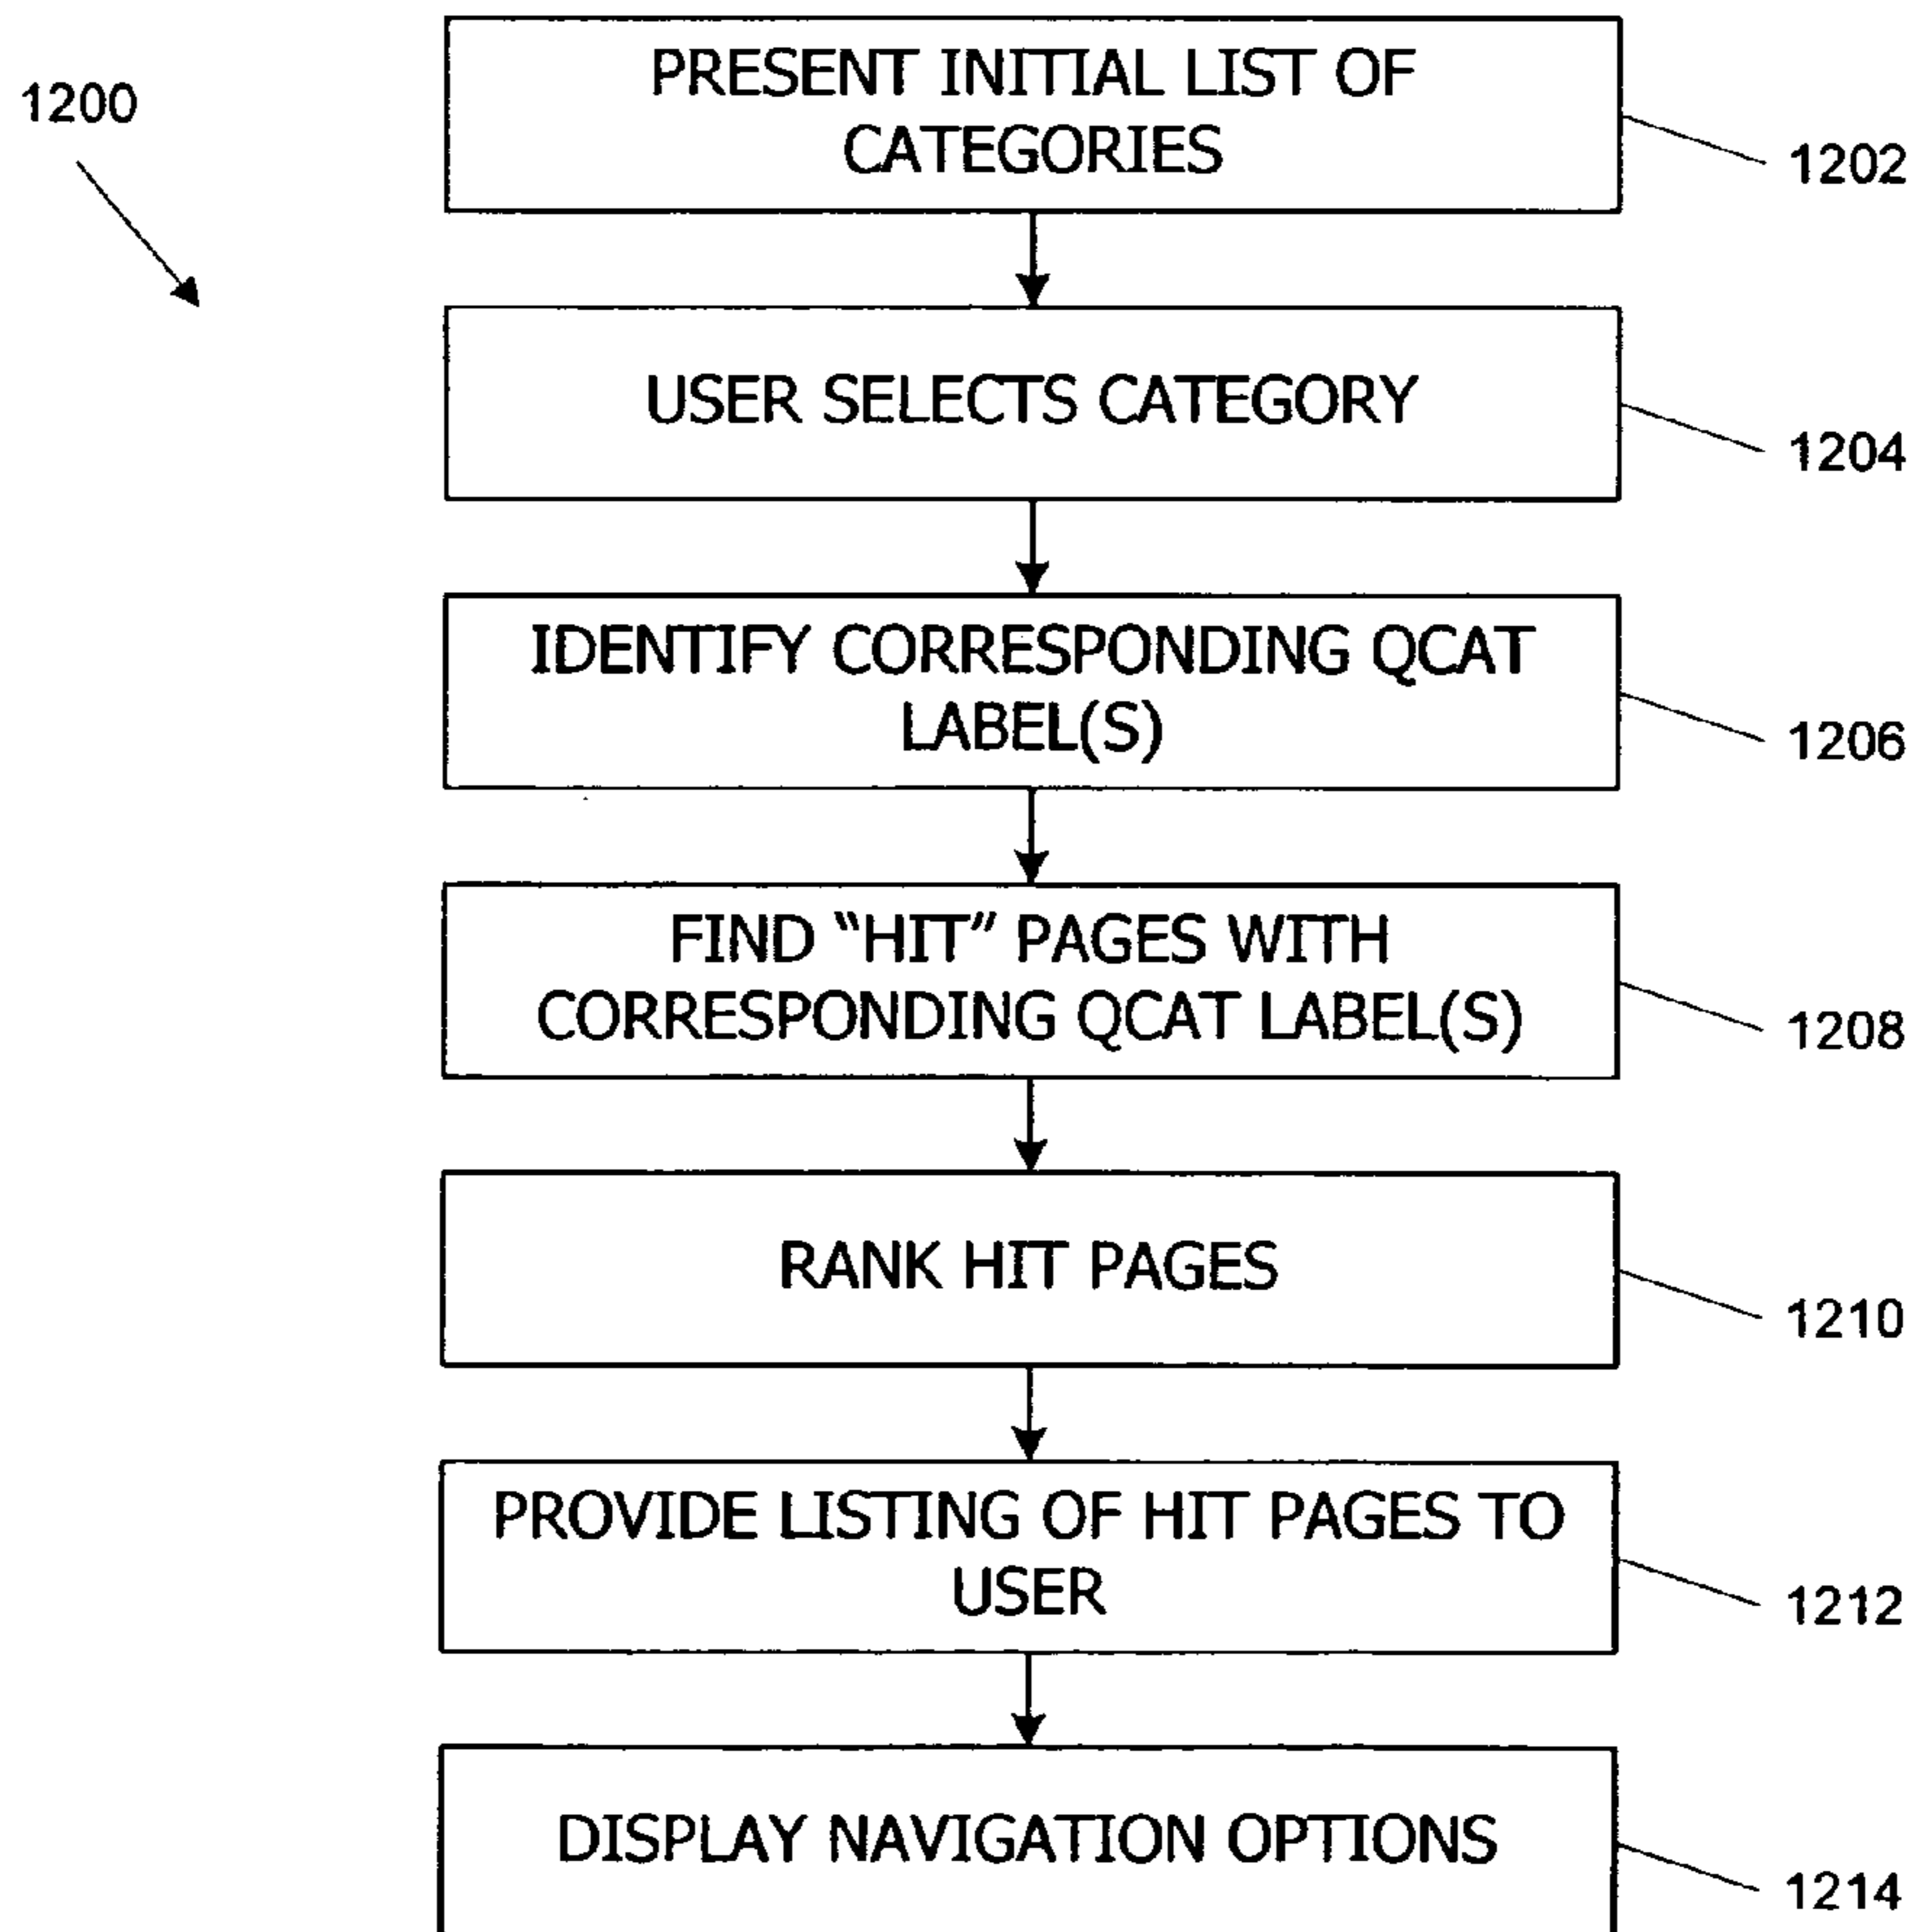 1200
PRESENT INITIAL LIST OF
CATEGORIES
1202
USER SELECTS CATEGORY
1204
IDENTIFY CORRESPONDING QCAT
LABEL(S)
1206
FIND “HIT” PAGES WITH
CORRESPONDING QCAT LABEL(S)
1208
RANK HIT PAGES
1210
PROVIDE LISTING OF HIT PAGES TO
USER
1212
DISPLAY NAVIGATION OPTIONS
1214